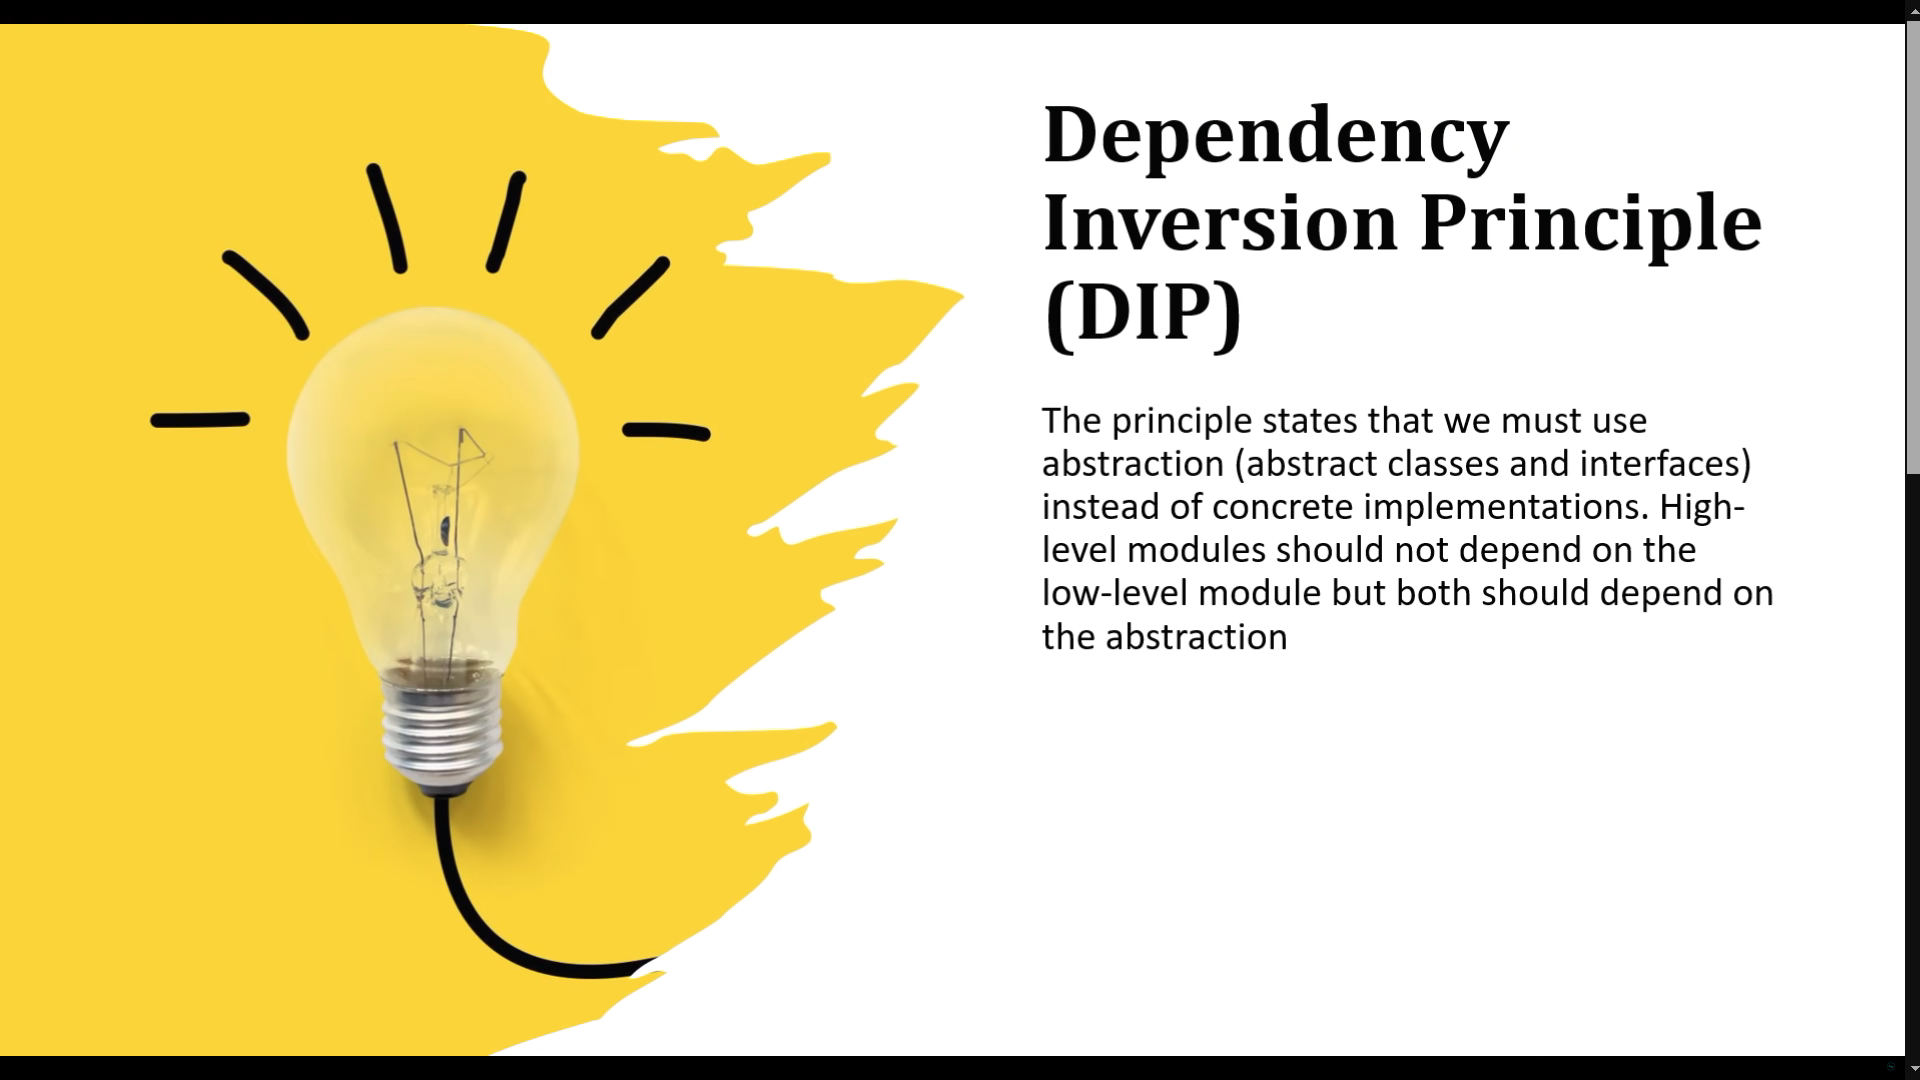 Dependency
Inversion Principle
(DIP)
The principle states that we must use
abstraction (abstract classes and interfaces)
instead of concrete implementations. High-
level modules should not depend on the
low-level module but both should depend on
the abstraction